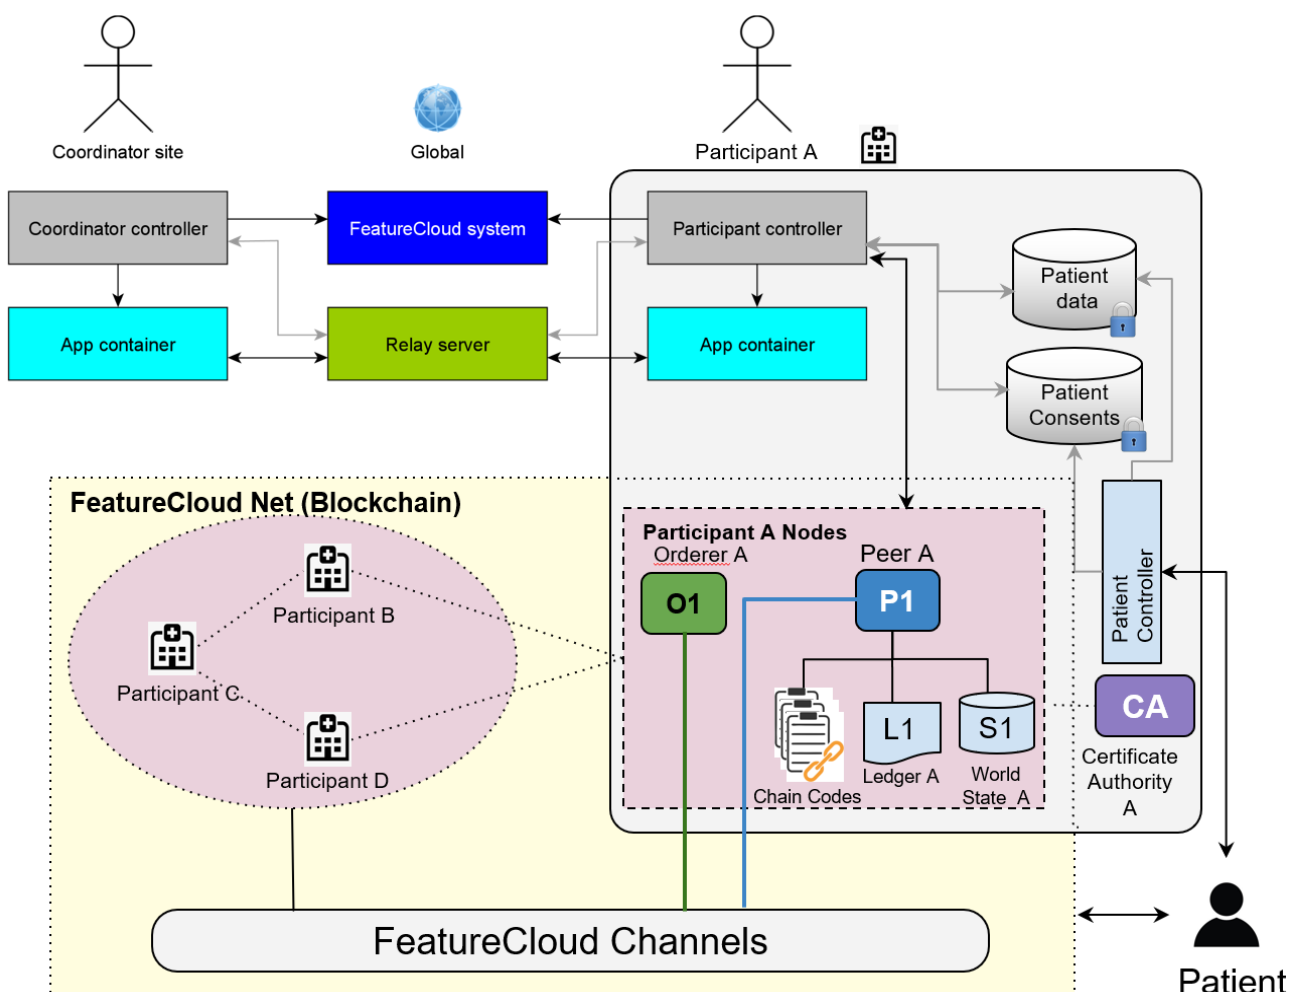 Coordinator site
Global
Participant A
Coordinator controller
FeatureCloud system
Participant controller
Patient
data
App container
Relay server
App container
Patient
Consents
FeatureCloud Net (Blockchain)
Participant A Nodes
Orderer A
Peer A
O1
P1
Patient
Controller
Participant B
Participant C
Participant D
L1
S1
CA
Chain Codes
Ledger A
World
State A
Certificate
Authority
A
FeatureCloud Channels
Patient